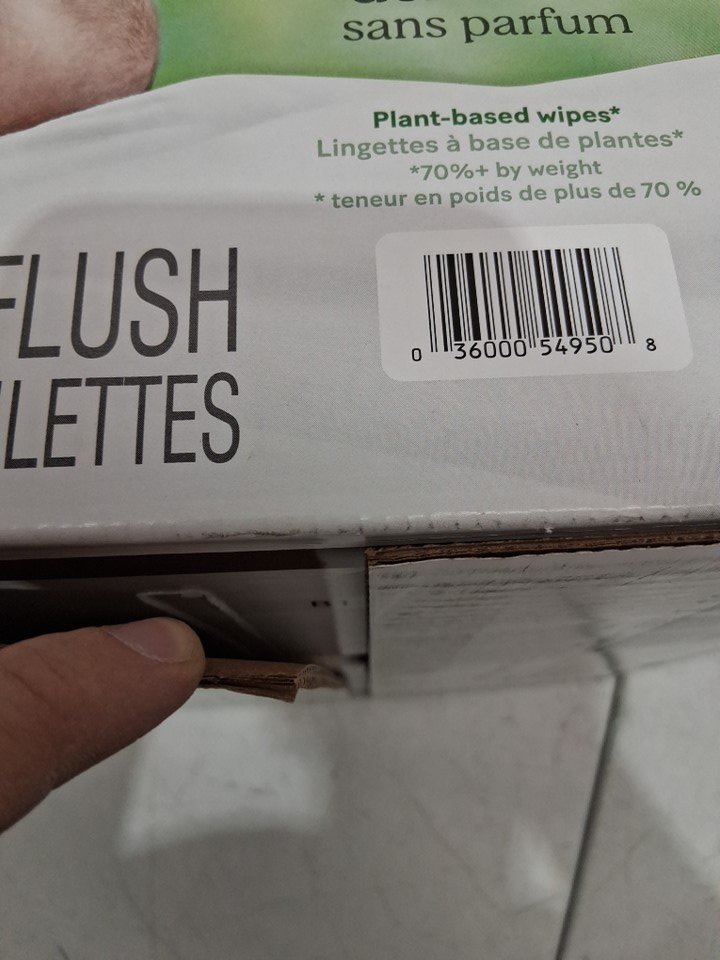 sans parfum
Plant-based wipes*
Lingettes à base de plantes*
*70%+ by weight
* teneur en poids de plus de 70 %
FLUSH
LETTES
0 36000 54950 8